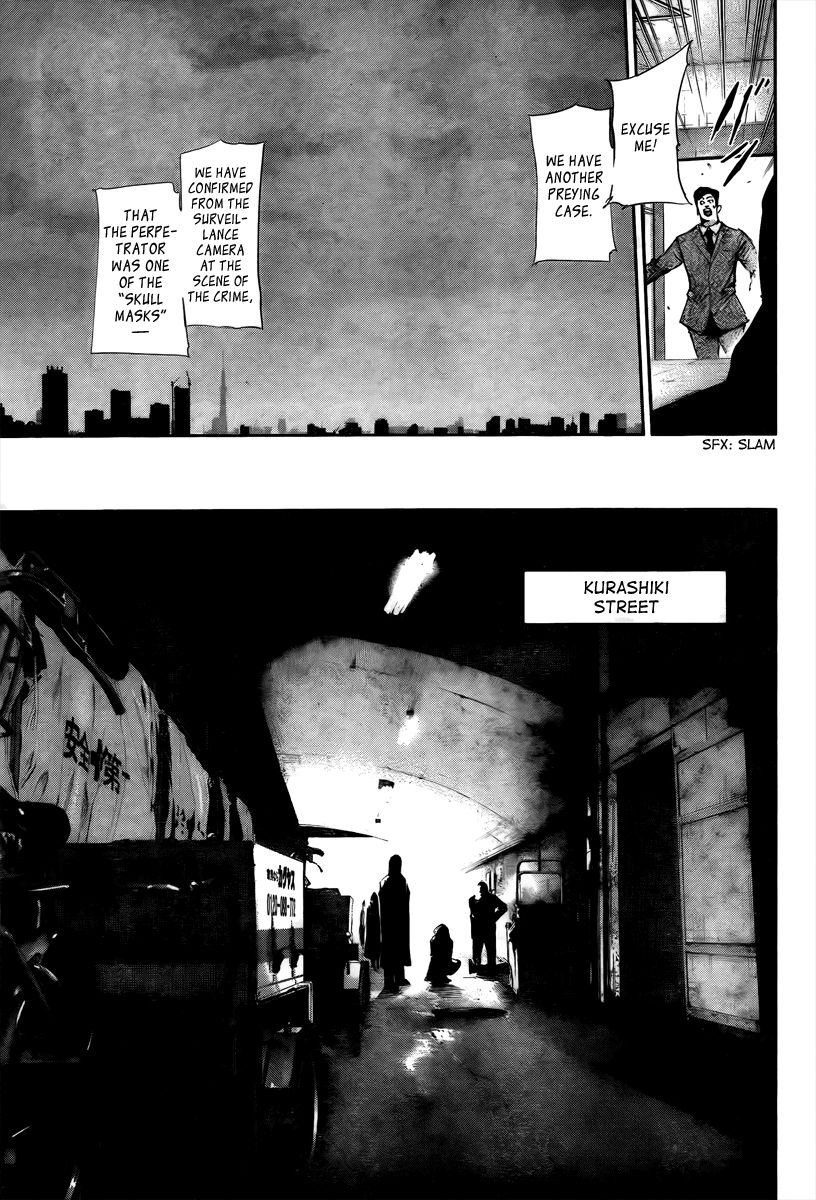 EXCUSE
ME!
WE HAVE
ANOTHER
PREYING
CASE.
WE HAVE
CONFIRMED
FROM THE
SURVEIL-
LANCE
CAMERA
AT THE
SCENE OF
THE CRIME,
THAT
THE PERPE-
TRATOR
WAS ONE
OF THE
“SKULL
MASKS”
—
SFX: SLAM
KURASHIKI
STREET
安全十第一